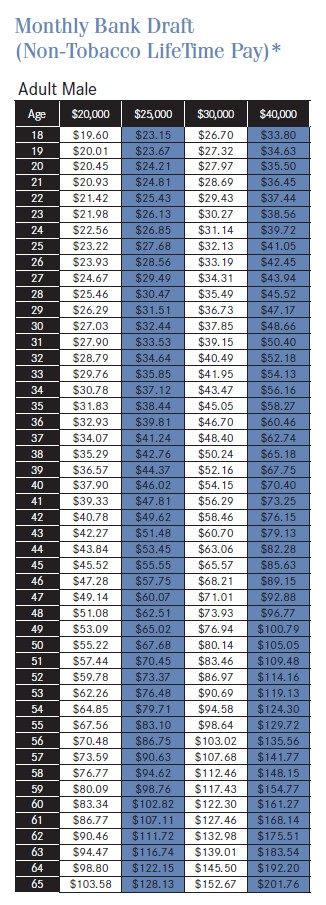 Monthly Bank Draft
(Non-Tobacco LifeTime Pay)*
Adult Male
Age $20,000 $25,000 $30,000 $40,000
18 $19.60 $23.15 $26.70 $33.80
19 $20.01 $23.67 $27.32 $34.63
20 $20.45 $24.21 $27.97 $35.50
21 $20.93 $24.81 $28.69 $36.45
22 $21.42 $25.43 $29.43 $37.44
23 $21.98 $26.13 $30.27 $38.56
24 $22.56 $26.85 $31.14 $39.72
25 $23.22 $27.68 $32.13 $41.05
26 $23.93 $28.56 $33.19 $42.45
27 $24.67 $29.49 $34.31 $43.94
28 $25.46 $30.47 $35.49 $45.52
29 $26.29 $31.51 $36.73 $47.17
30 $27.03 $32.44 $37.85 $48.66
31 $27.90 $33.53 $39.15 $50.40
32 $28.79 $34.64 $40.49 $52.18
33 $29.76 $35.85 $41.95 $54.13
34 $30.78 $37.12 $43.47 $56.16
35 $31.83 $38.44 $45.05 $58.27
36 $32.93 $39.81 $46.70 $60.46
37 $34.07 $41.24 $48.40 $62.74
38 $35.29 $42.76 $50.24 $65.18
39 $36.57 $44.37 $52.16 $67.75
40 $37.90 $46.02 $54.15 $70.40
41 $39.33 $47.81 $56.29 $73.25
42 $40.78 $49.62 $58.46 $76.15
43 $42.27 $51.48 $60.70 $79.13
44 $43.84 $53.45 $63.06 $82.28
45 $45.52 $55.55 $65.57 $85.63
46 $47.28 $57.75 $68.21 $89.15
47 $49.14 $60.07 $71.01 $92.88
48 $51.08 $62.51 $73.93 $96.77
49 $53.09 $65.02 $76.94 $100.79
50 $55.22 $67.68 $80.14 $105.05
51 $57.44 $70.45 $83.46 $109.48
52 $59.78 $73.37 $86.97 $114.16
53 $62.26 $76.48 $90.69 $119.13
54 $64.85 $79.71 $94.58 $124.30
55 $67.56 $83.10 $98.64 $129.72
56 $70.48 $86.75 $103.02 $135.56
57 $73.59 $90.63 $107.68 $141.77
58 $76.77 $94.62 $112.46 $148.15
59 $80.09 $98.76 $117.43 $154.77
60 $83.34 $102.82 $122.30 $161.27
61 $86.77 $107.11 $127.46 $168.14
62 $90.46 $111.72 $132.98 $175.51
63 $94.47 $116.74 $139.01 $183.54
64 $98.80 $122.15 $145.50 $192.20
65 $103.58 $128.13 $152.67 $201.76